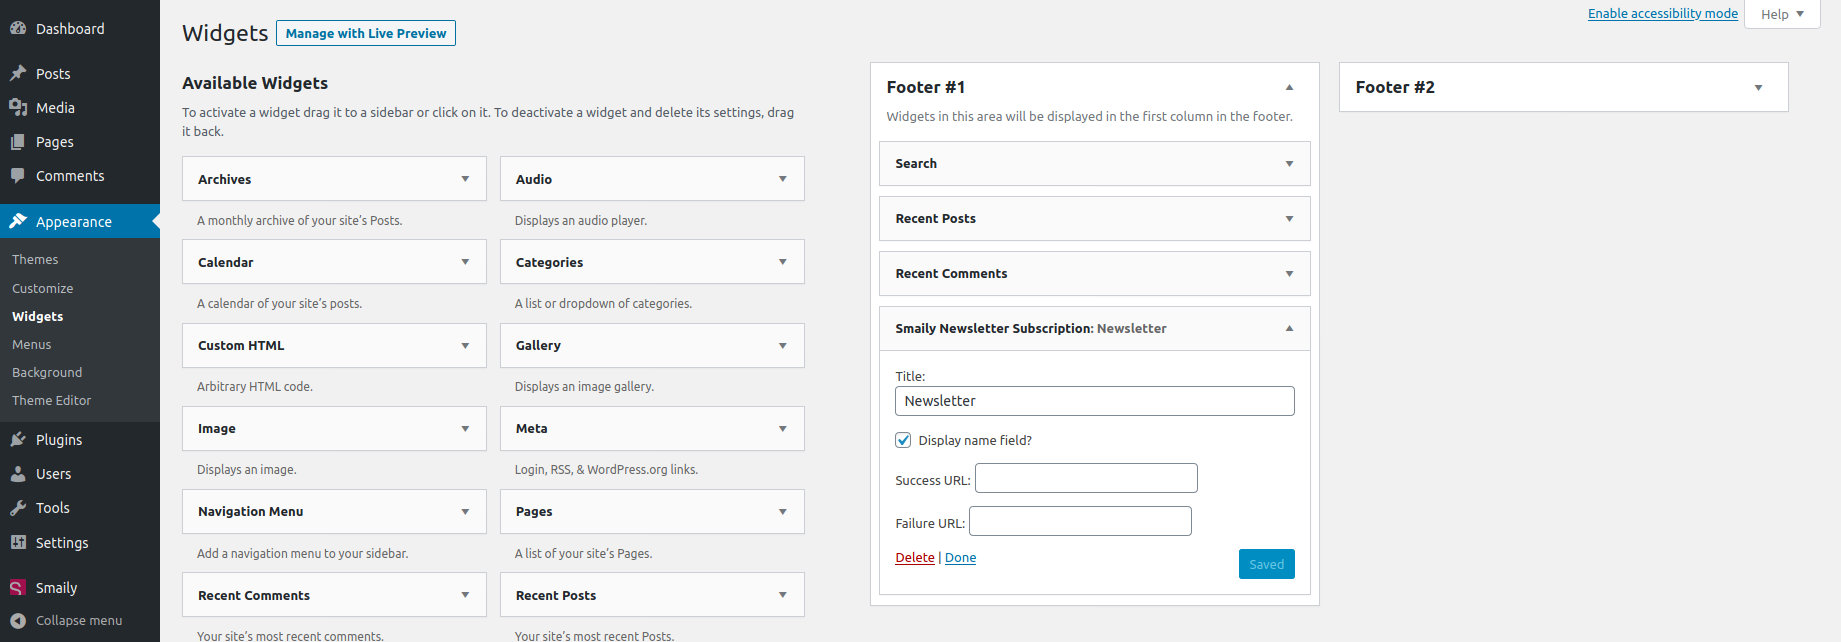 Dashboard
Posts
Media
Pages
Comments
Appearance
Themes
Customize
Widgets
Menus
Background
Theme Editor
Plugins
Users
Tools
Settings
Smaily
Collapse menu
Enable accessibility mode
Help
Widgets
Manage with Live Preview
Available Widgets
To activate a widget drag it to a sidebar or click on it. To deactivate a widget and delete its settings, drag
it back.
Archives
A monthly archive of your site's Posts.
Audio
Displays an audio player.
Calendar
A calendar of your site's posts.
Categories
A list or dropdown of categories.
Custom HTML
Arbitrary HTML code.
Gallery
Displays an image gallery.
Image
Displays an image.
Meta
Login, RSS, & WordPress.org links.
Navigation Menu
Add a navigation menu to your sidebar.
Pages
A list of your site's Pages.
Recent Comments
Your site's most recent comments.
Recent Posts
Your site's most recent Posts.
Footer #1
Widgets in this area will be displayed in the first column in the footer.
Search
Recent Posts
Recent Comments
Smaily Newsletter Subscription: Newsletter
Title:
Newsletter
Display name field?
Success URL:
Failure URL:
Delete | Done
Saved
Footer #2